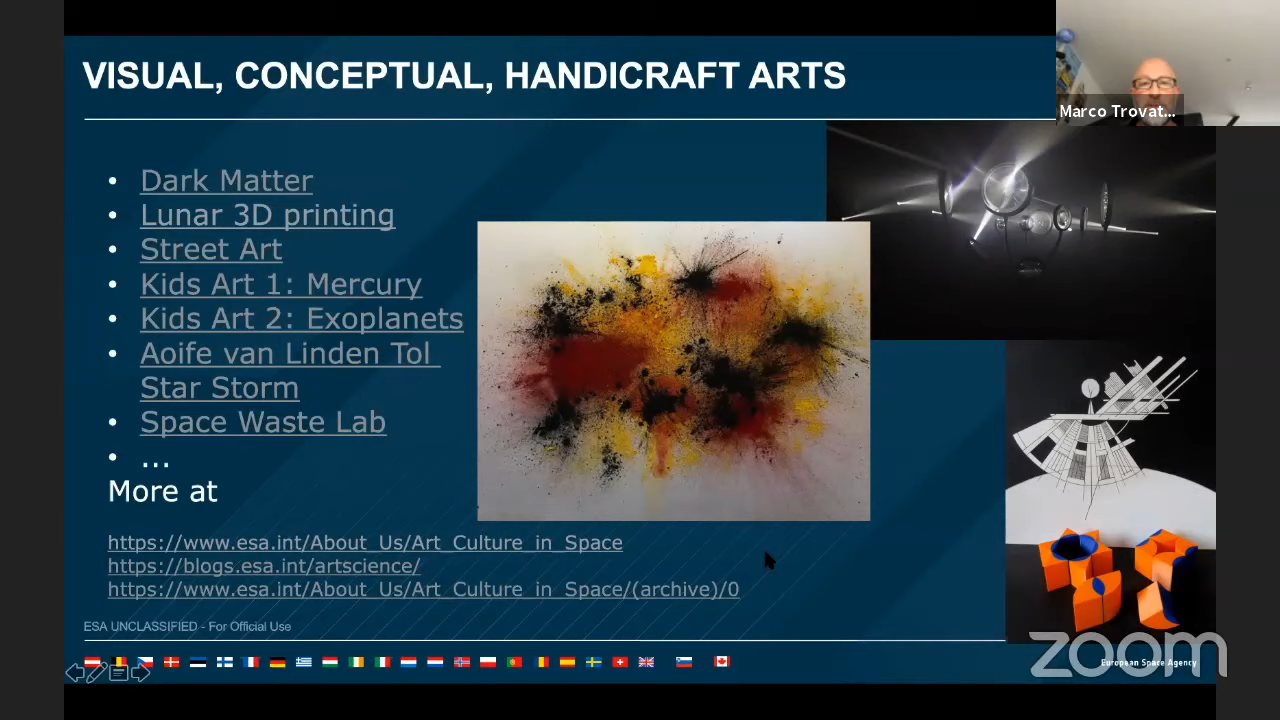 VISUAL, CONCEPTUAL, HANDICRAFT ARTS
Marco Trovat...
• Dark Matter
• Lunar 3D printing
• Street Art
• Kids Art 1: Mercury
• Kids Art 2: Exoplanets
• Aoife van Linden Tol
Star Storm
• Space Waste Lab
• ...
More at
https://www.esa.int/About_Us/Art_Culture_in_Space
https://blogs.esa.int/artscience/
https://www.esa.int/About_Us/Art_Culture_in_Space/(archive)/0
ESA UNCLASSIFIED - For Official Use
zoom
European Space Agency